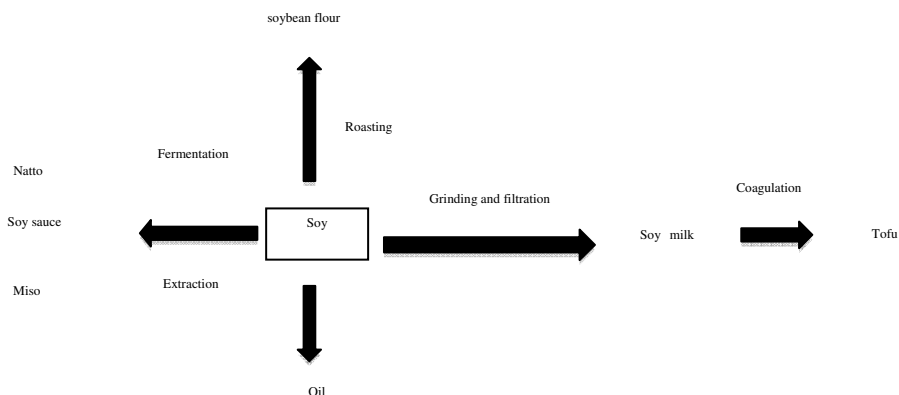 soybean flour
Roasting
Fermentation
Natto
Coagulation
Grinding and filtration
Soy sauce
Soy
Soy milk
Tofu
Extraction
Miso
Oil